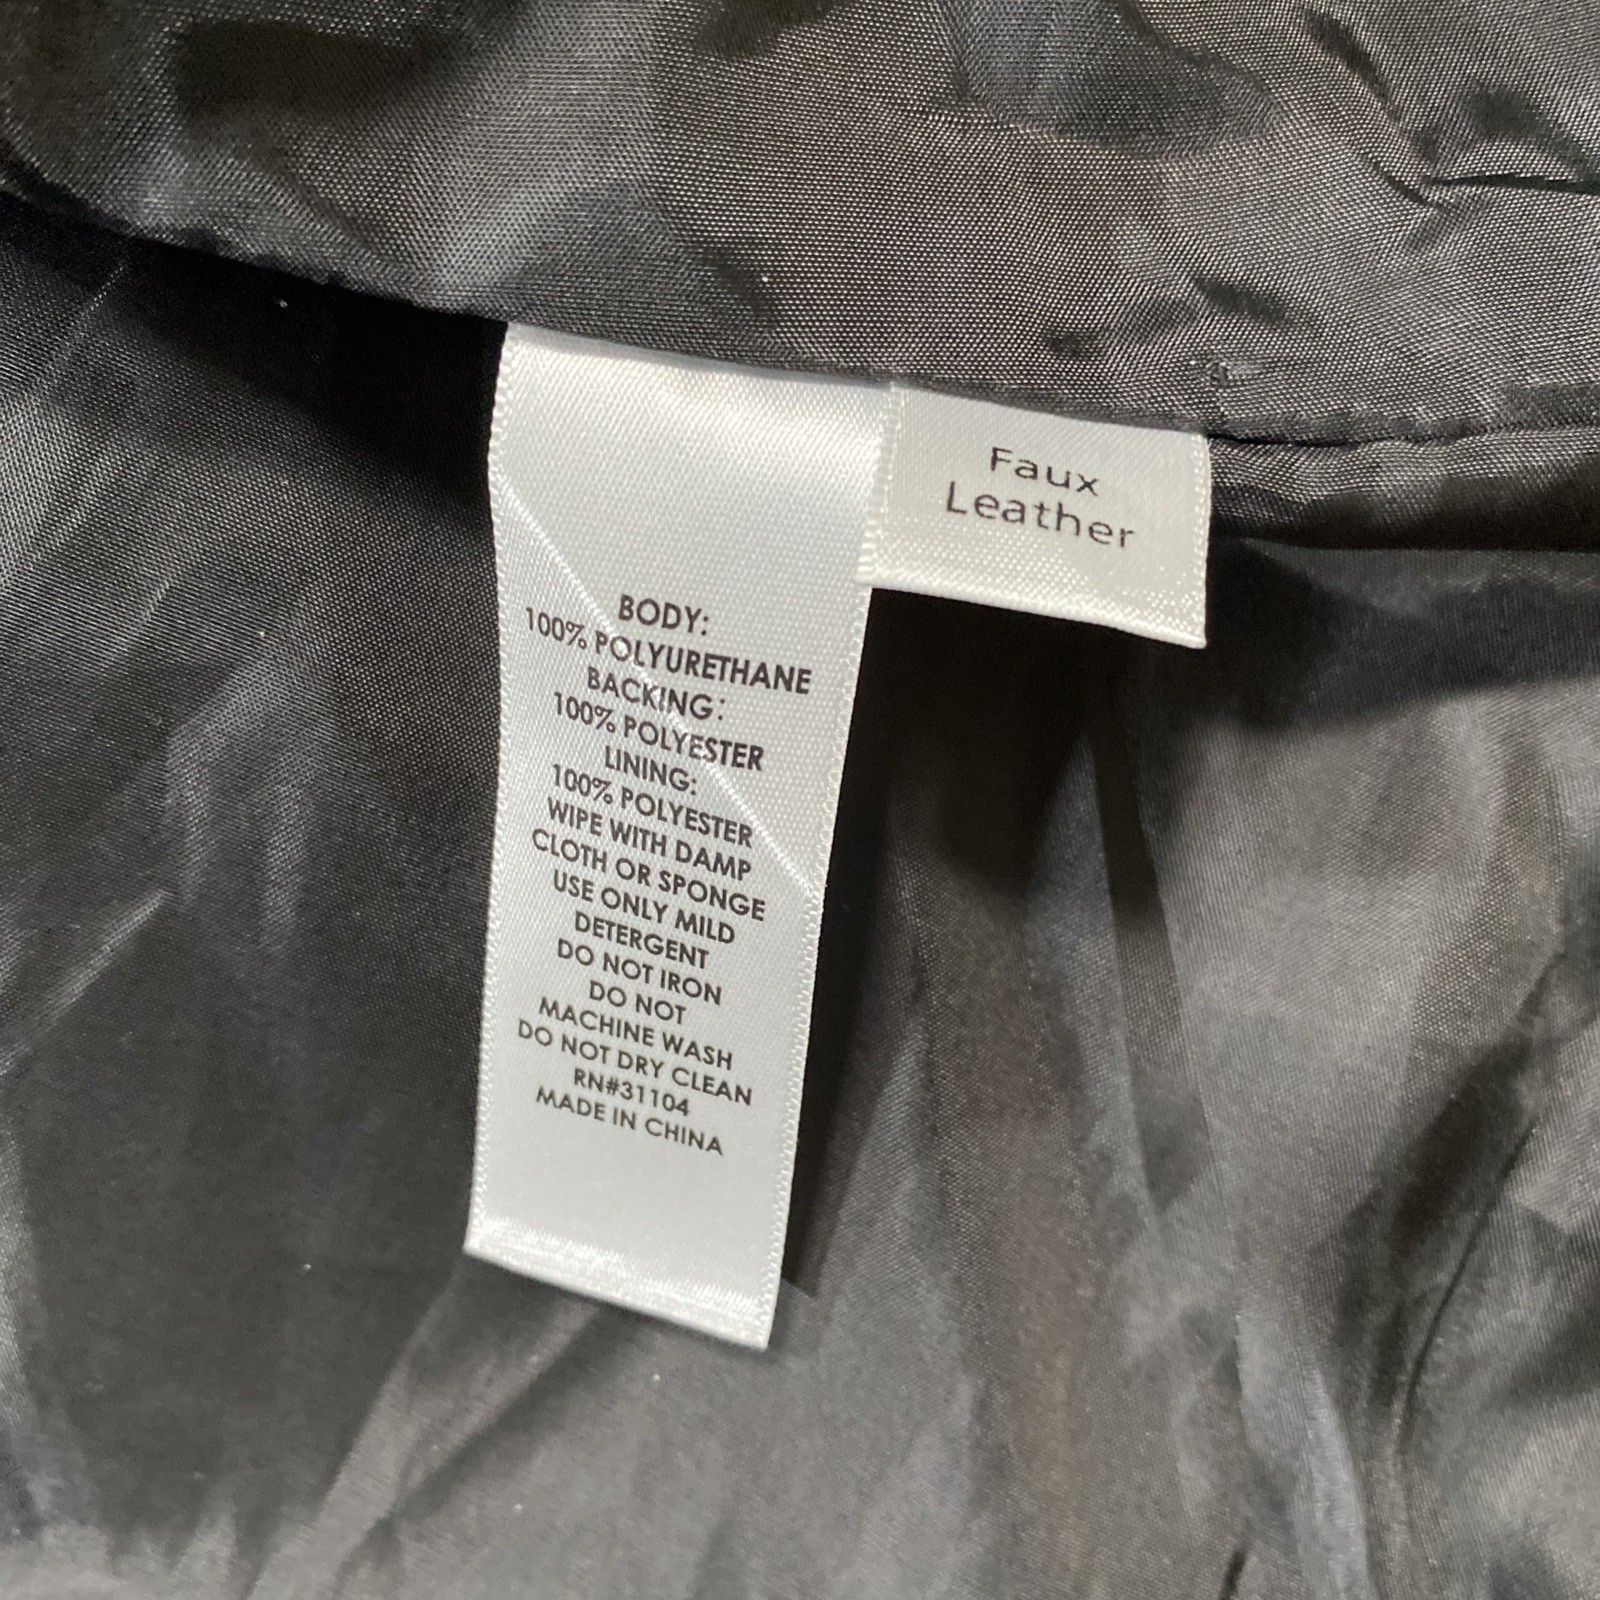 Faux
Leather
BODY:
100% POLYURETHANE
BACKING:
100% POLYESTER
LINING:
100% POLYESTER
WIPE WITH DAMP
CLOTH OR SPONGE
USE ONLY MILD
DETERGENT
DO NOT IRON
DO NOT
MACHINE WASH
DO NOT DRY CLEAN
RN#31104
MADE IN CHINA